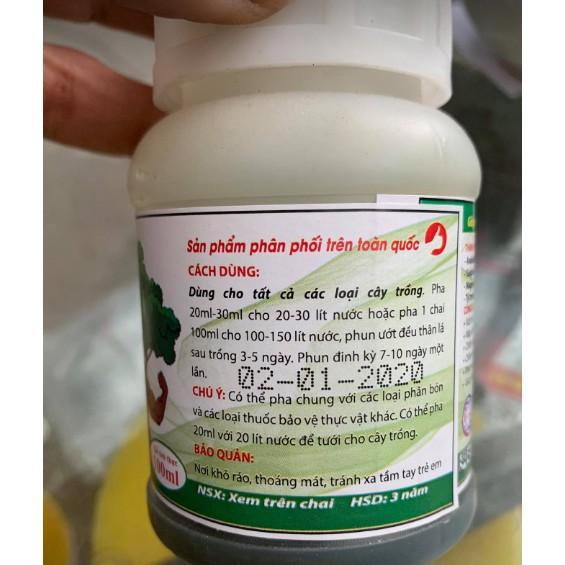 Sản phẩm phân phối trên toàn quốc
CÁCH DÙNG:
Dùng cho tất cả các loại cây trồng. Pha
20ml-30ml cho 20-30 lít nước hoặc pha 1 chai
100ml cho 100-150 lít nước, phun ướt đều thân lá
sau trồng 3-5 ngày. Phun đinh kỳ 7-10 ngày một
lần.
02-01-2020
CHÚ Ý: Có thể pha chung với các loại phân bón
và các loại thuốc bảo vệ thực vật khác. Có thể pha
20ml với 20 lít nước để tưới cho cây trồng.
BẢO QUẢN:
Nơi khô ráo, thoáng mát, tránh xa tầm tay trẻ em
NSX: Xem trên chai HSD: 3 năm
100ml